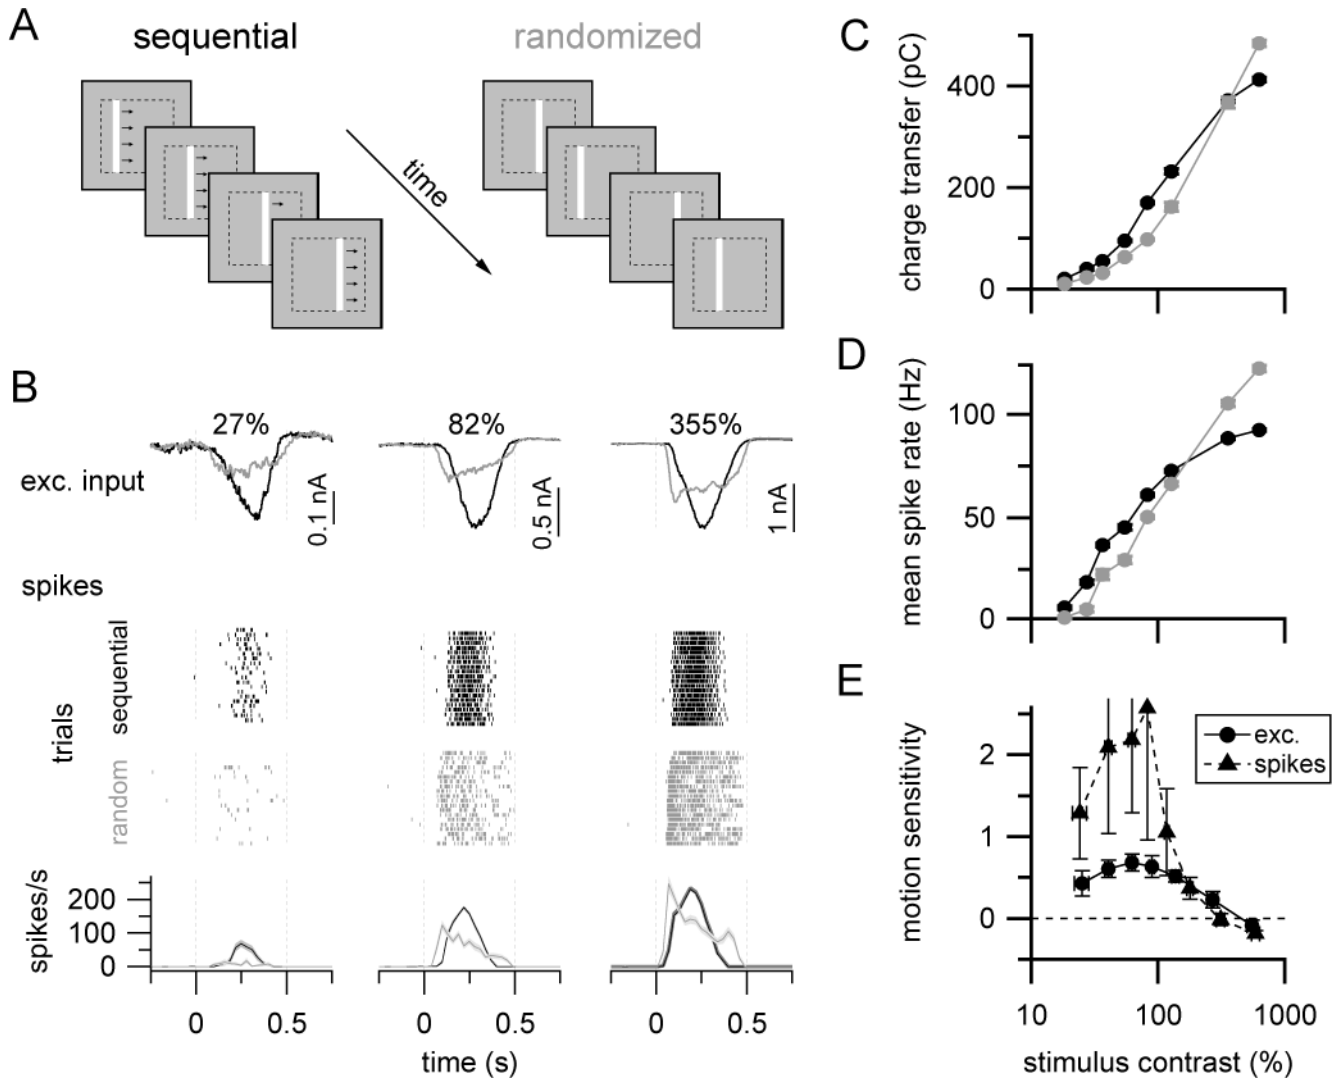 A
sequential
randomized
time
B
27%
82%
355%
exc. input
0.1 nA
0.5 nA
1 nA
spikes
trials
sequential
random
spikes/s
200
100
0
0
0.5
0
0.5
0
0.5
time (s)
C
charge transfer (pC)
400
200
0
D
mean spike rate (Hz)
100
50
0
E
motion sensitivity
2
1
0
exc.
spikes
10
100
1000
stimulus contrast (%)